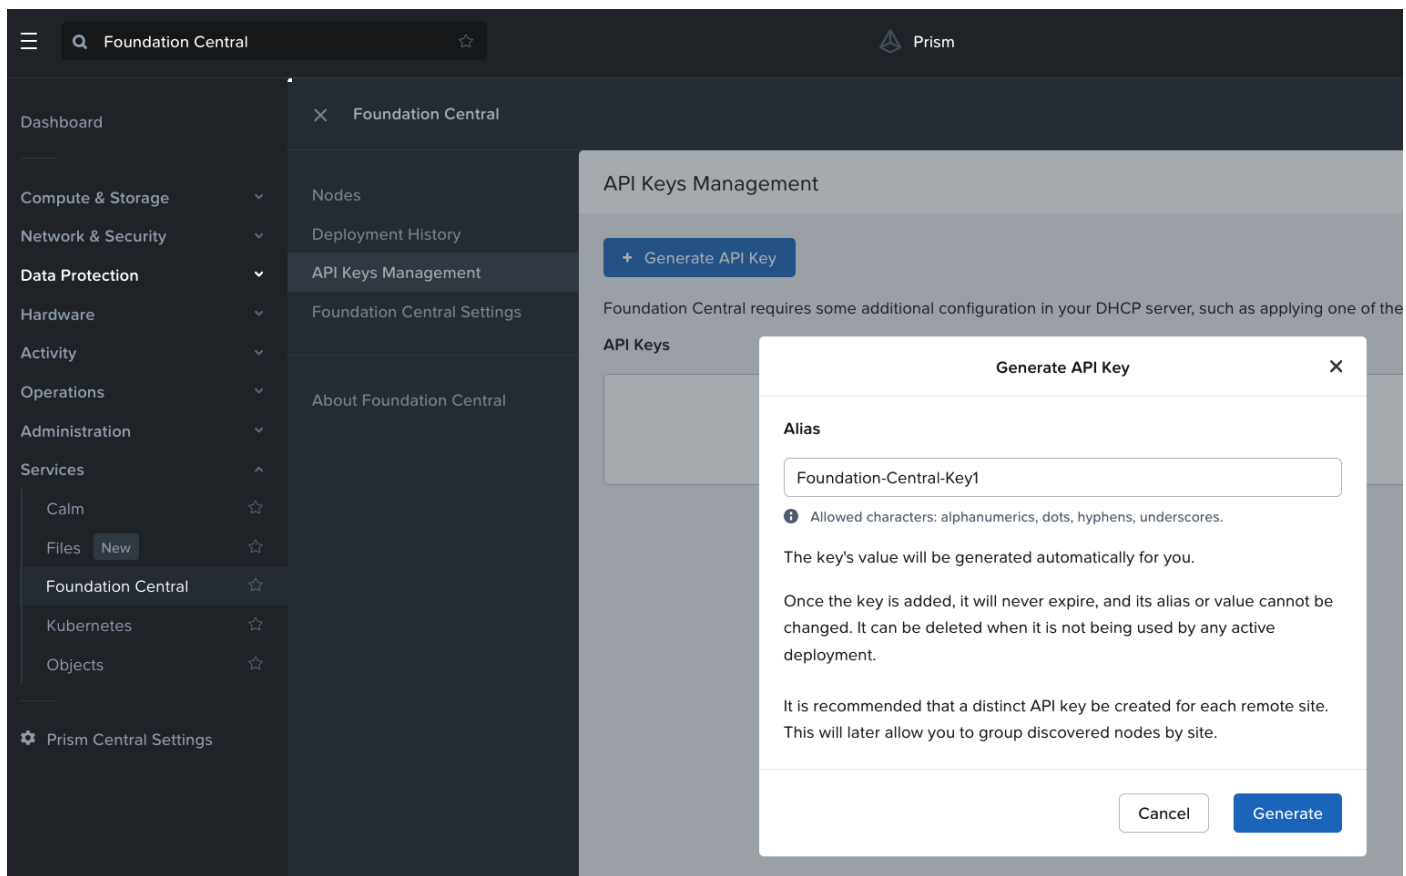 Foundation Central
Prism
Dashboard
Compute & Storage
Network & Security
Data Protection
Hardware
Activity
Operations
Administration
Services
Calm
Files New
Foundation Central
Kubernetes
Objects
Prism Central Settings
Foundation Central
Nodes
Deployment History
API Keys Management
Foundation Central Settings
About Foundation Central
API Keys Management
+ Generate API Key
Foundation Central requires some additional configuration in your DHCP server, such as applying one of the
API Keys
Generate API Key
Alias
Foundation-Central-Key1
Allowed characters: alphanumerics, dots, hyphens, underscores.
The key's value will be generated automatically for you.
Once the key is added, it will never expire, and its alias or value cannot be
changed. It can be deleted when it is not being used by any active
deployment.
It is recommended that a distinct API key be created for each remote site.
This will later allow you to group discovered nodes by site.
Cancel
Generate